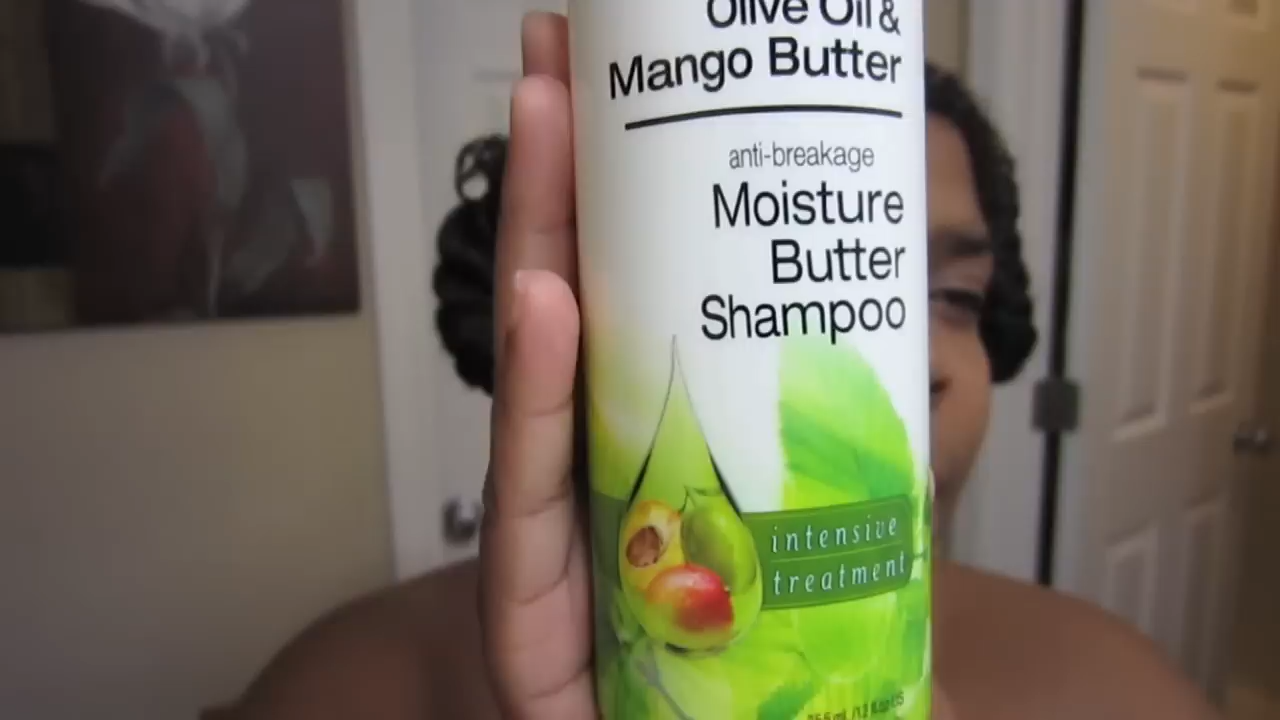 Olive Oil &
Mango Butter
anti-breakage
Moisture
Butter
Shampoo
intensive
treatment